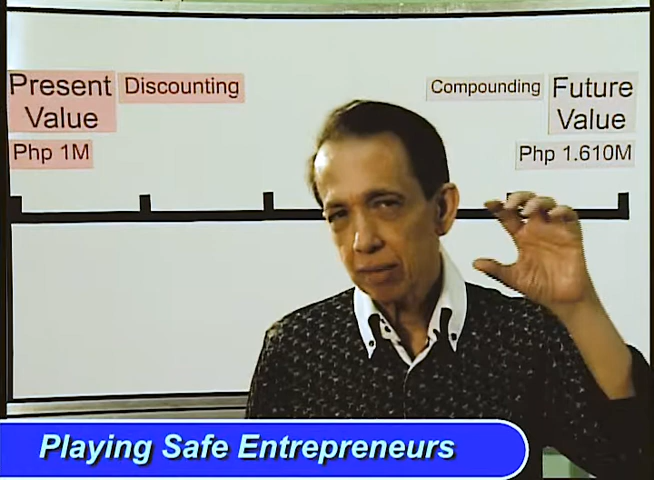 Present
Value
Discounting
Compounding
Future
Value
Php 1M
Php 1.610M
Playing Safe Entrepreneurs